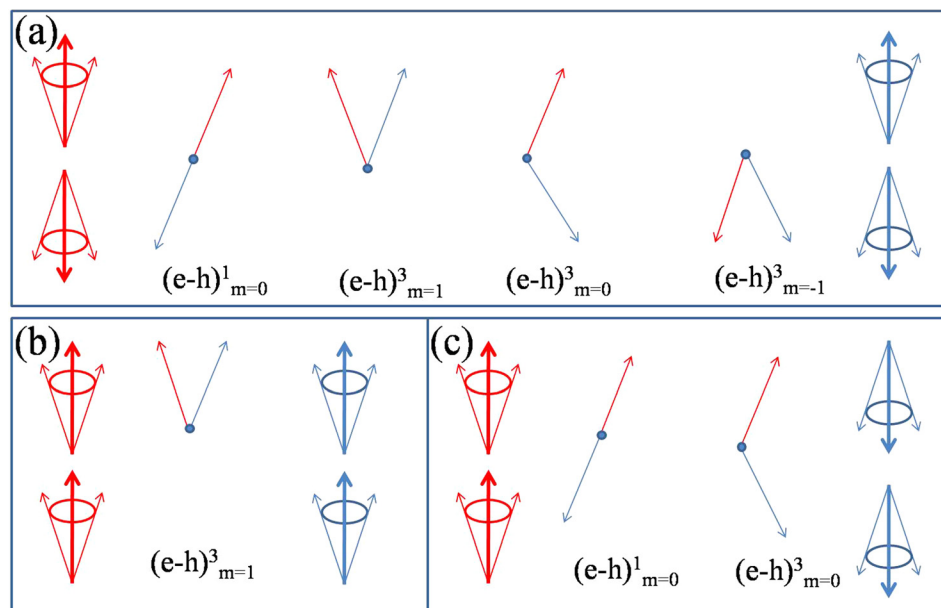 (a)
(e-h)¹ₘ₌₀ (e-h)³ₘ₌₁ (e-h)³ₘ₌₀ (e-h)³ₘ₌₋₁
(b)
(e-h)³ₘ₌₁
(c)
(e-h)¹ₘ₌₀ (e-h)³ₘ₌₀